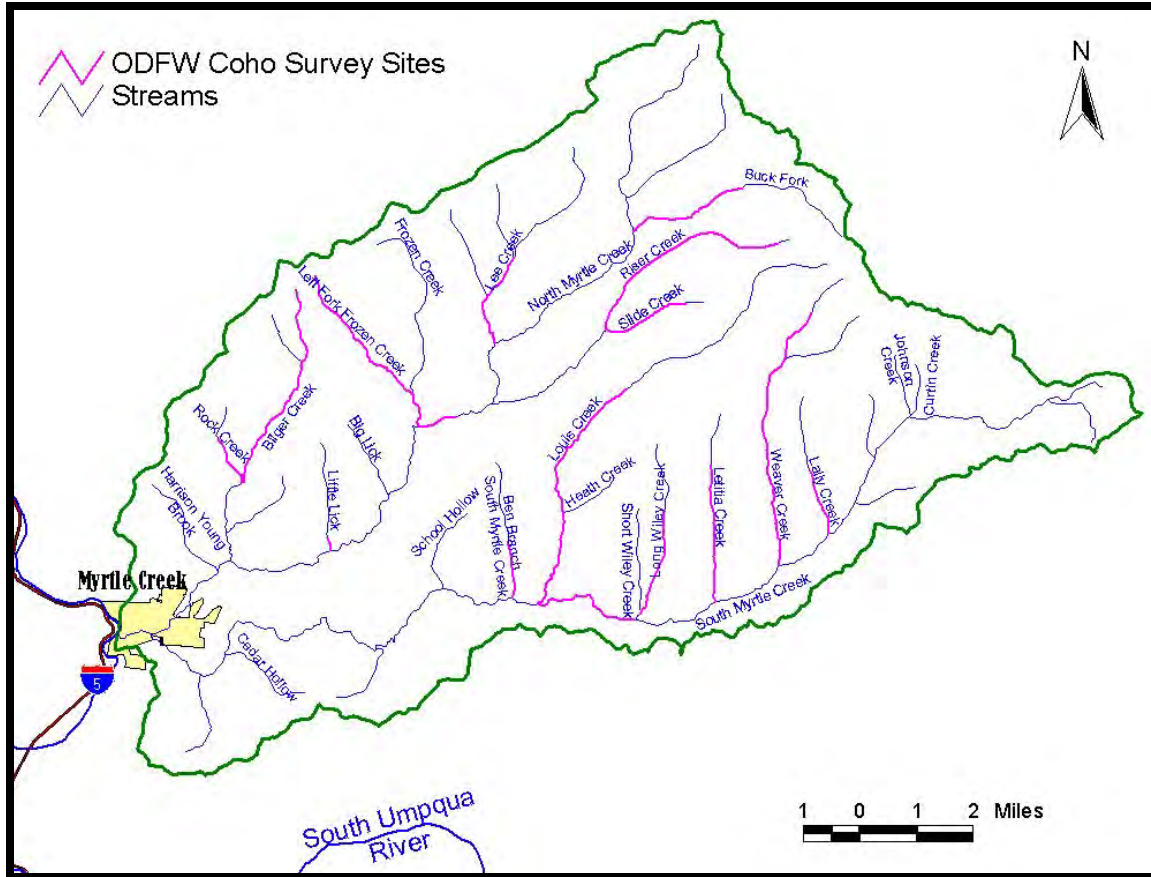 ODFW Coho Survey Sites
Streams
N
Buck Fork
Frozen Creek
Lee Creek
North Myrtle Creek
Riser Creek
Left Fork Frozen Creek
Slide Creek
Johnson
Creek
Curtin Creek
Rock Creek
Bilger Creek
Big Lick
Louis Creek
Little Lick
Harrison Young
Brook
School Hollow
Ben Branch
South Myrtle Creek
Heath Creek
Short Wiley Creek
Long Wiley Creek
Letitia Creek
Weaver Creek
Lally Creek
South Myrtle Creek
Myrtle Creek
Cedar Hollow
5
South Umpqua
River
1 0 1 2 Miles